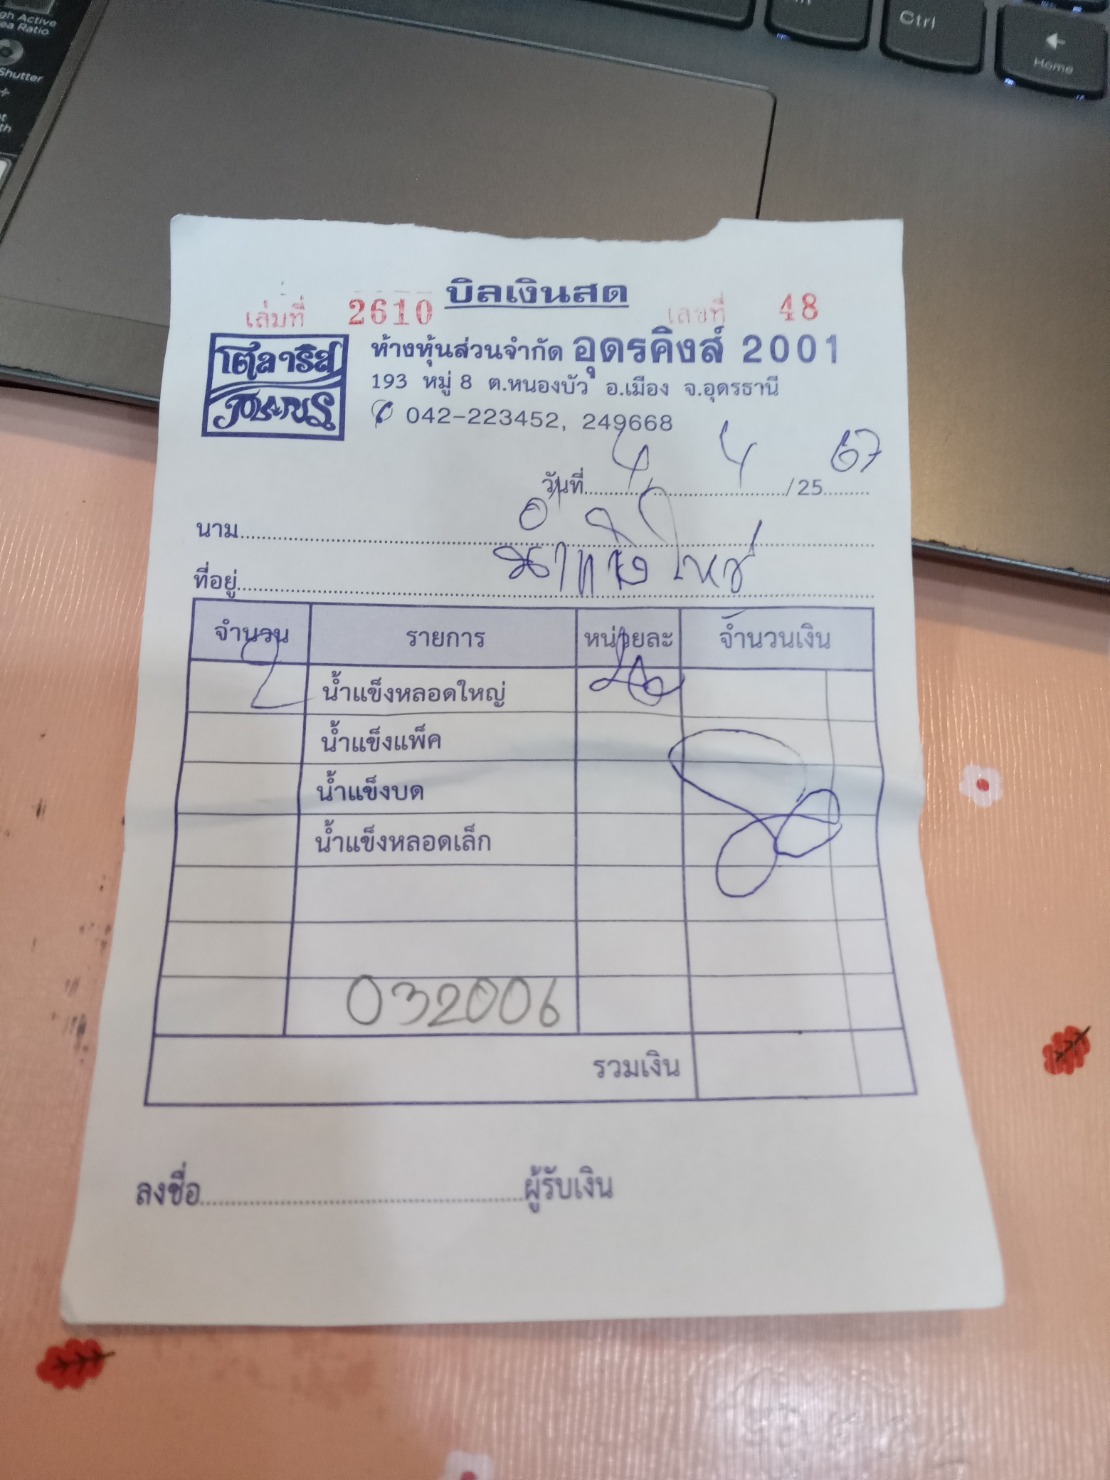 gh Active
ea Ratio
Shutter
Ctrl
Home
บิลเงินสด
เล่มที่ 2610 เลขที่ 48
โพลาริส
ห้างหุ้นส่วนจำกัด อุดรคิงส์ 2001
193 หมู่ 8 ต.หนองบัว อ.เมือง จ.อุดรธานี
042-223452, 249668
วันที่ 4 4 /25 67
นาม
ที่อยู่
จำนวน รายการ หน่วยละ จำนวนเงิน
2 น้ำแข็งหลอดใหญ่
น้ำแข็งแพ็ค
น้ำแข็งบด
น้ำแข็งหลอดเล็ก
032006
รวมเงิน
ลงชื่อ ผู้รับเงิน